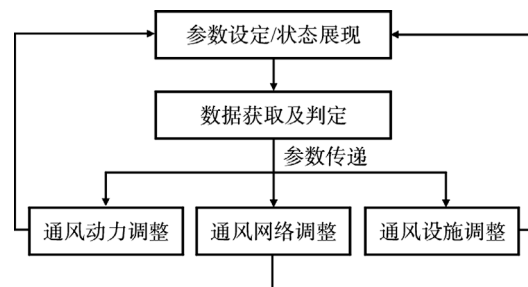 参数设定/状态展现
数据获取及判定
参数传递
通风动力调整
通风网络调整
通风设施调整